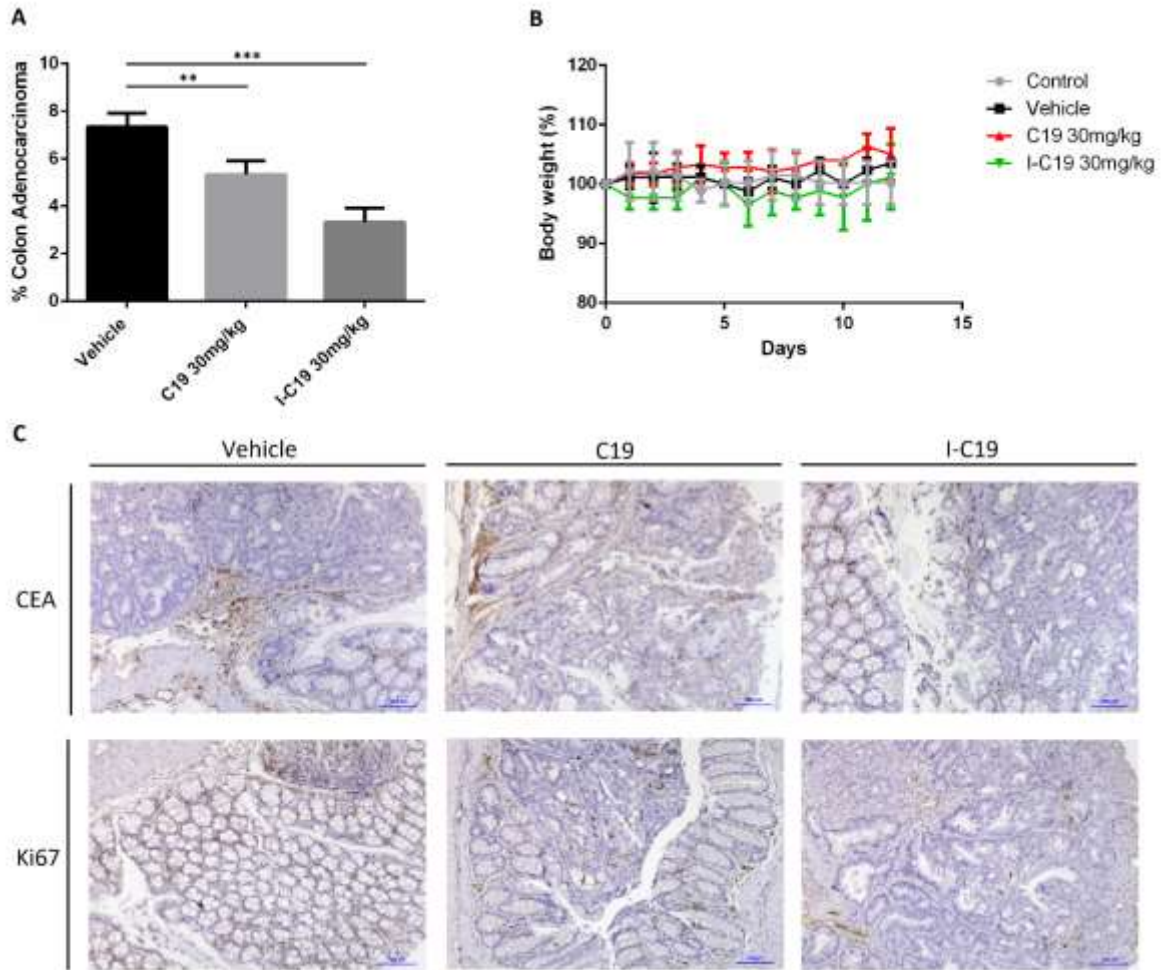 A
10
8
6
4
2
0
% Colon Adenocarcinoma
***
**
Vehicle
C19 30mg/kg
I-C19 30mg/kg
B
120
110
100
90
80
Body weight (%)
0
5
10
15
Days
Control
Vehicle
C19 30mg/kg
I-C19 30mg/kg
C
Vehicle
C19
I-C19
CEA
Ki67